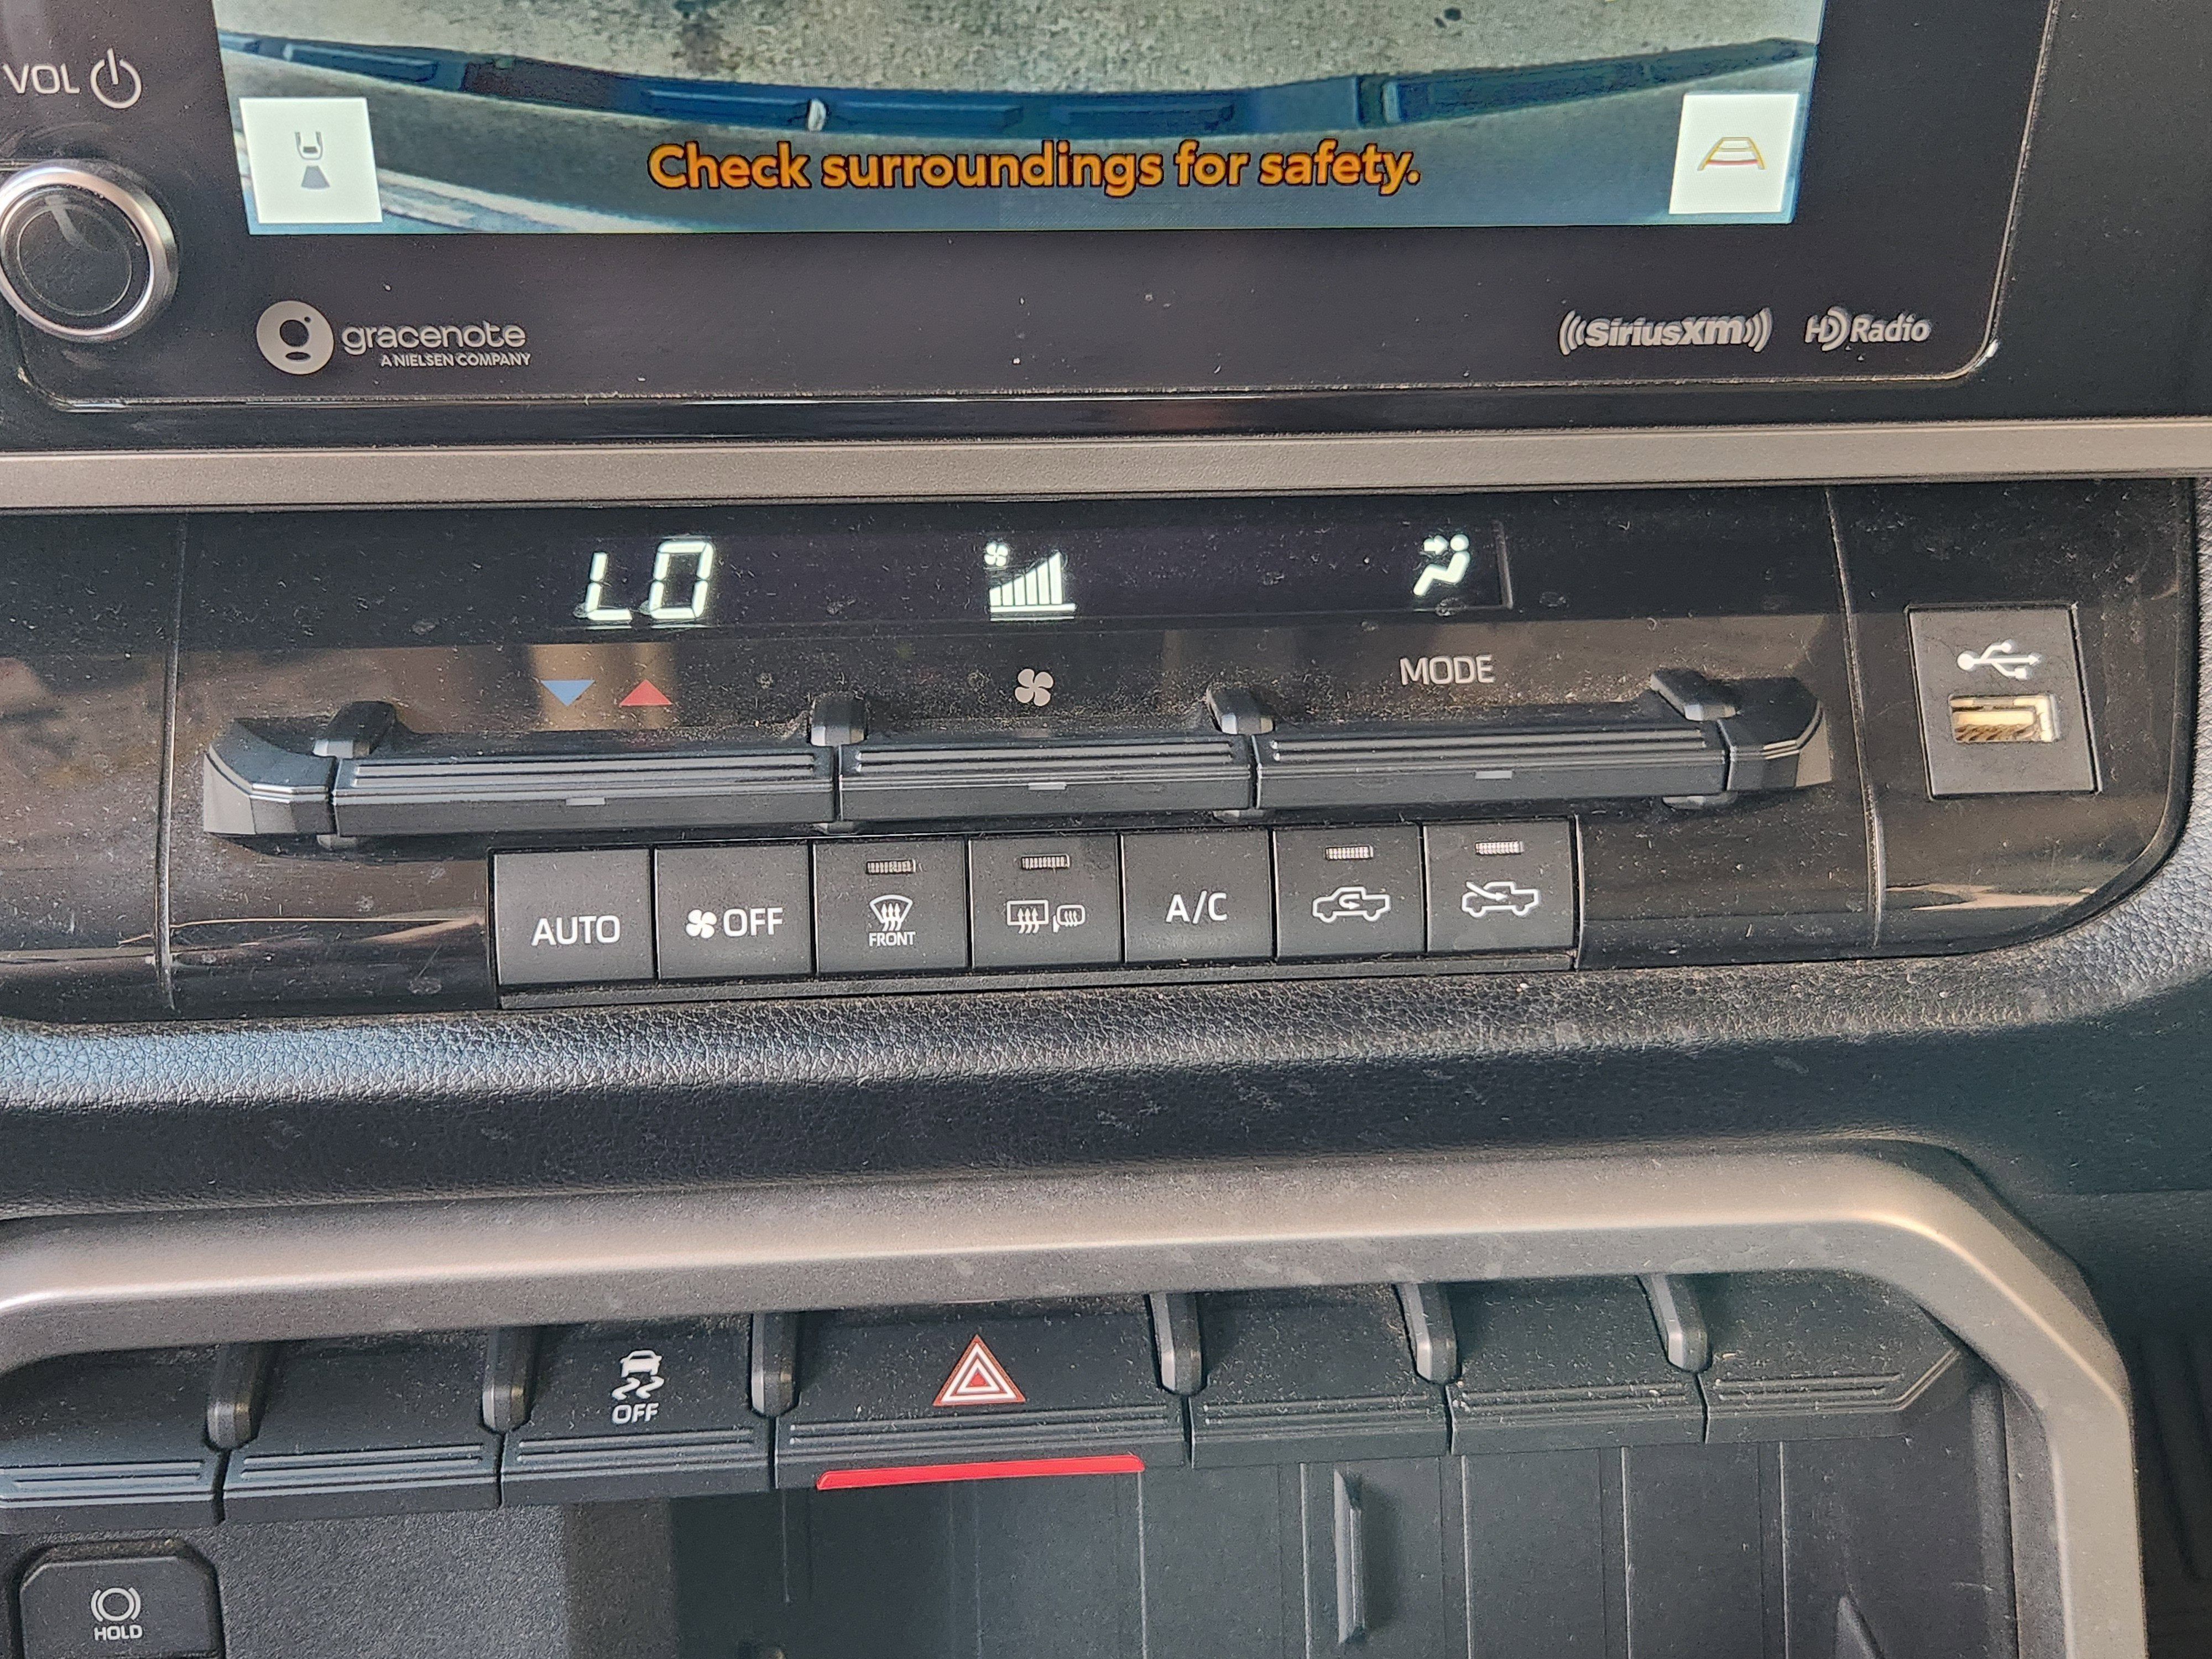 VOL
Check surroundings for safety.
gracenote
A NIELSEN COMPANY
SiriusXM
HD Radio
LO
MODE
AUTO
OFF
FRONT
A/C
OFF
HOLD